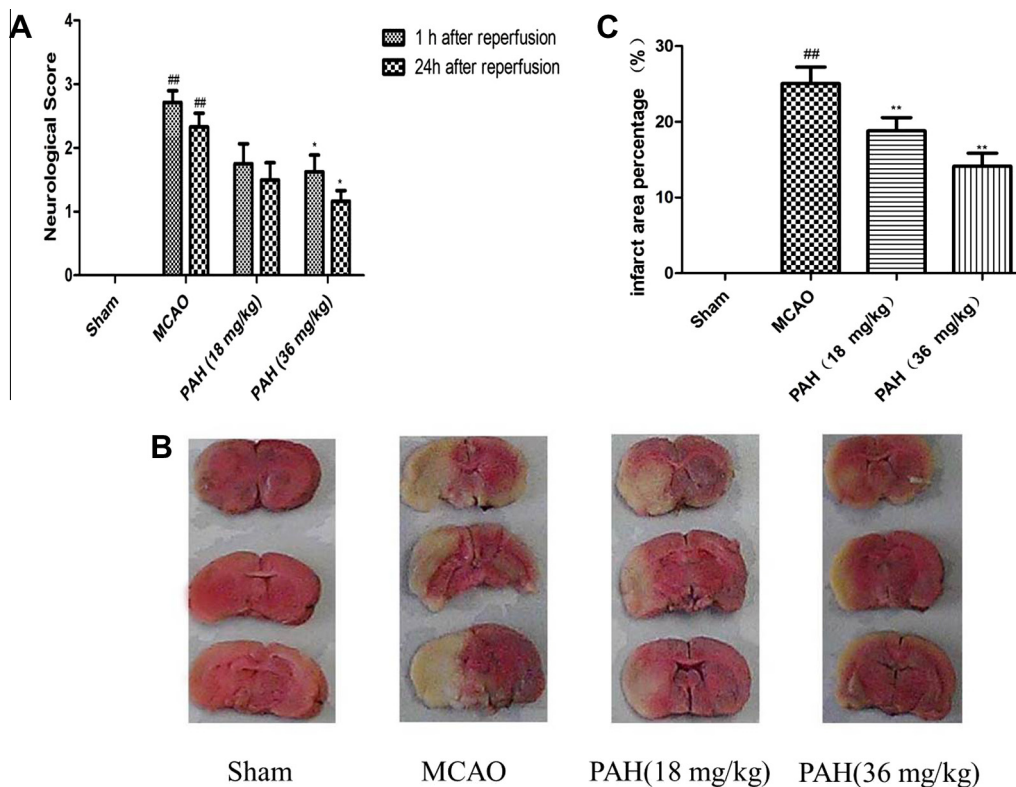 A
Neurological Score
4
3
2
1
0
##
##
*
*
Sham
MCAO
PAH (18 mg/kg)
PAH (36 mg/kg)
1 h after reperfusion
24h after reperfusion
C
infarct area percentage （%）
30
20
10
0
##
**
**
Sham
MCAO
PAH（18 mg/kg）
PAH（36 mg/kg）
B
Sham
MCAO
PAH(18 mg/kg)
PAH(36 mg/kg)